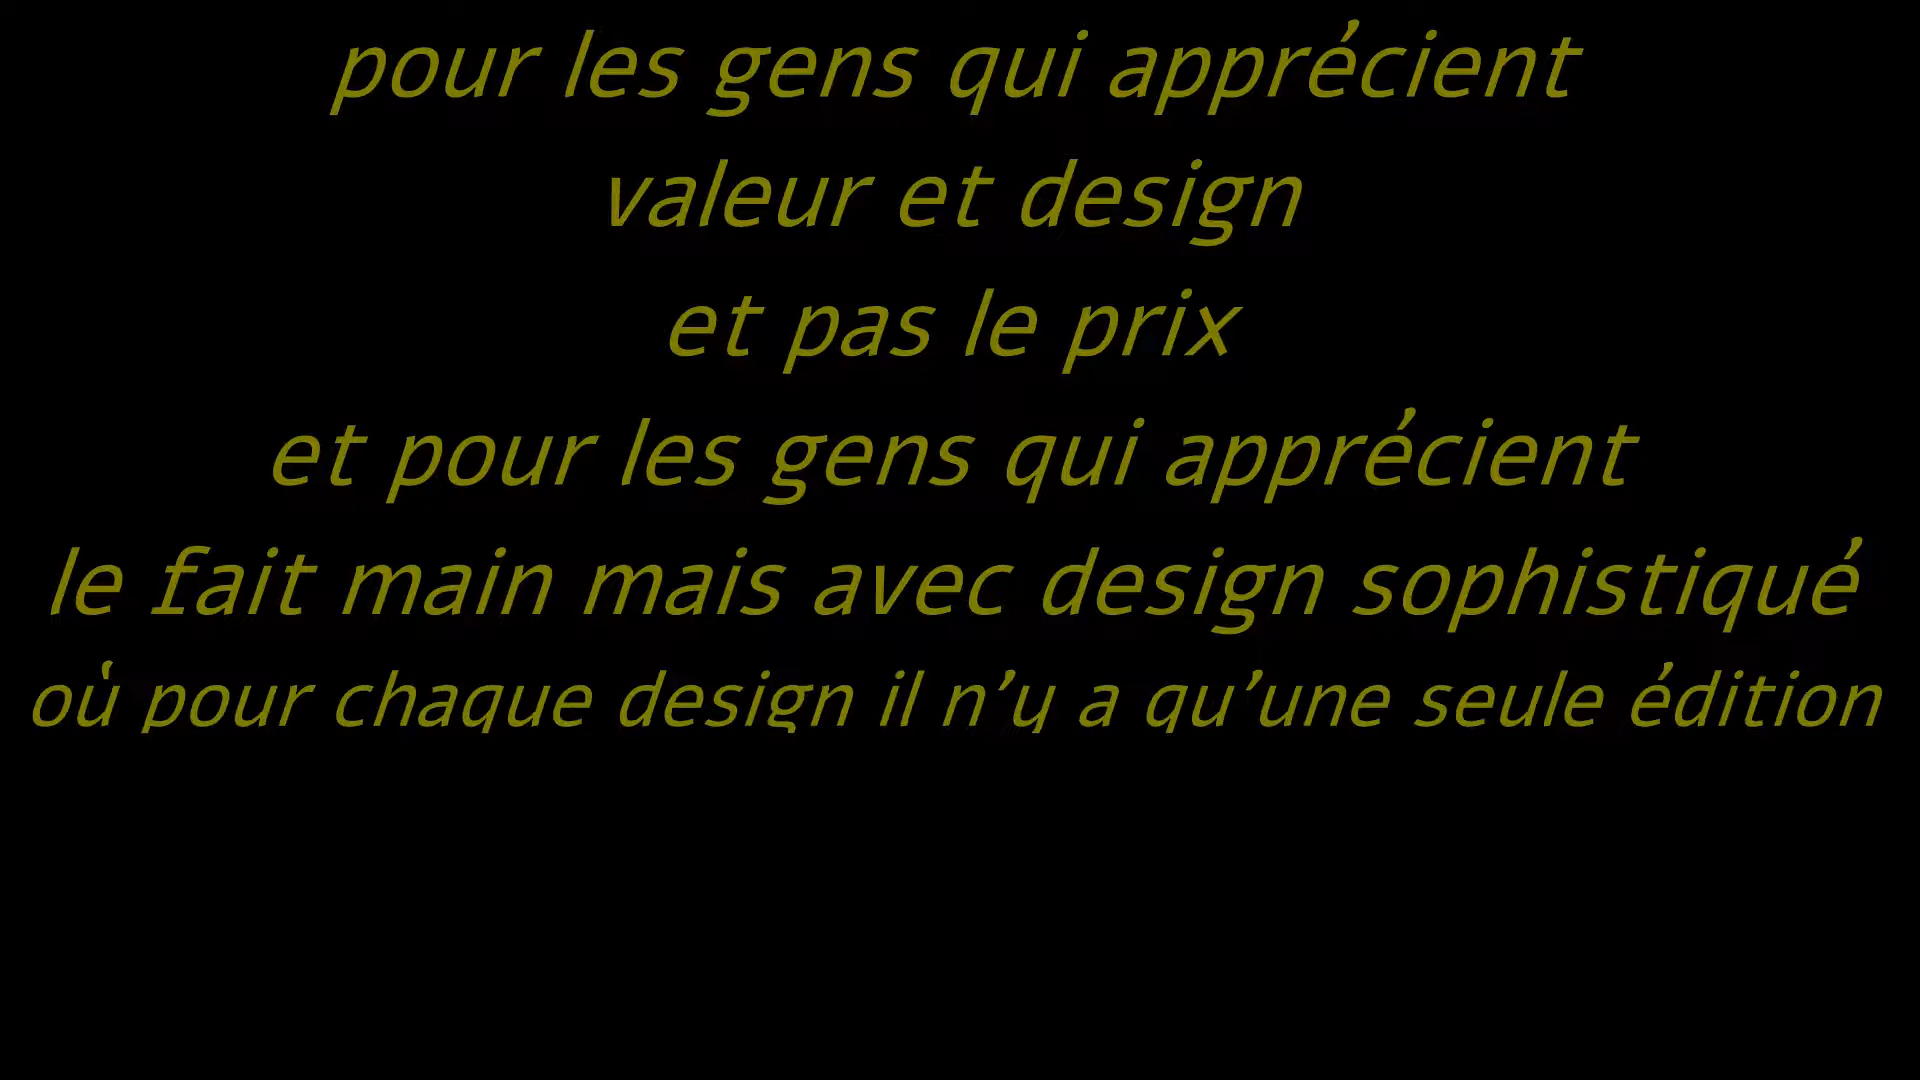 pour les gens qui apprécient
valeur et design
et pas le prix
et pour les gens qui apprécient
le fait main mais avec design sophistiqué
où pour chaque design il n’y a qu’une seule édition